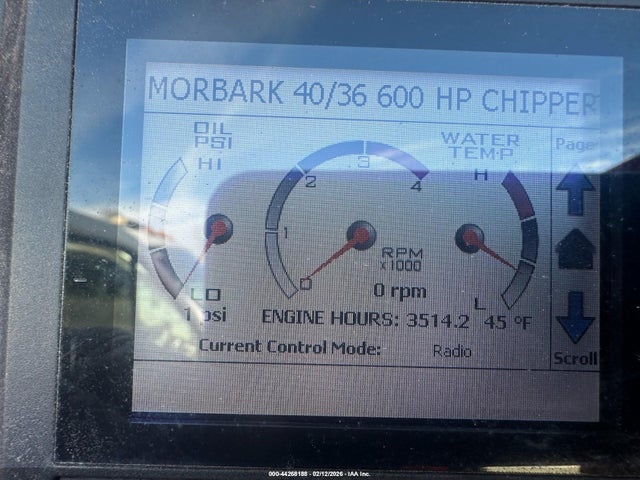 MORBARK 40/36 600 HP CHIPPER
OIL PSI
HI
LO
1 psi
0 1 2 3 4
RPM x1000
0 rpm
WATER TEMP
H
L
45 °F
ENGINE HOURS: 3514.2
Current Control Mode: Radio
Page
Scroll
000-44268188 - 02/12/2026 - IAA Inc.